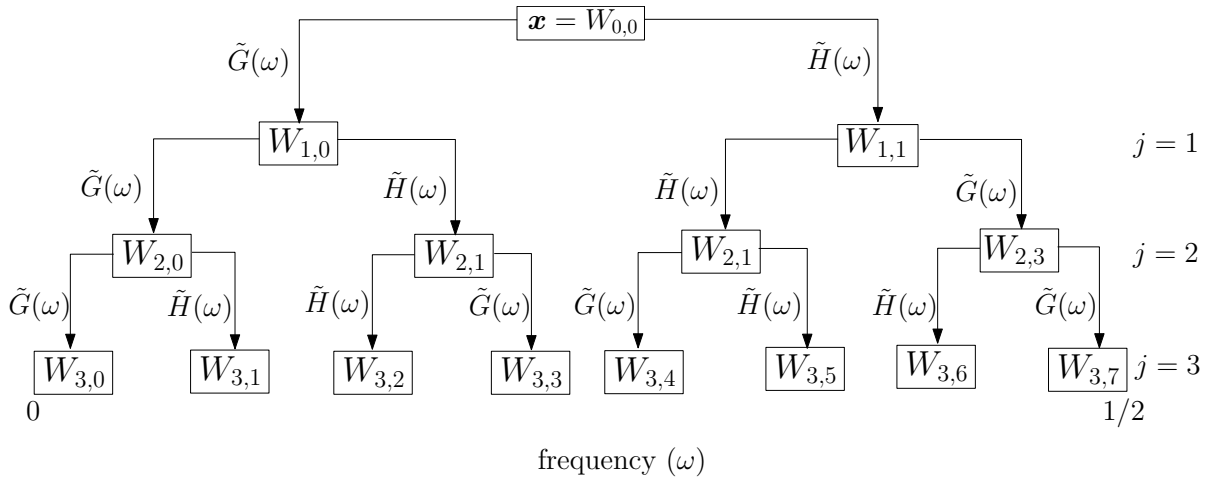 x = W_{0,0}
G̃(ω) H̃(ω)
W_{1,0} W_{1,1} j = 1
G̃(ω) H̃(ω) H̃(ω) G̃(ω)
W_{2,0} W_{2,1} W_{2,1} W_{2,3} j = 2
G̃(ω) H̃(ω) H̃(ω) G̃(ω) G̃(ω) H̃(ω) H̃(ω) G̃(ω)
W_{3,0} W_{3,1} W_{3,2} W_{3,3} W_{3,4} W_{3,5} W_{3,6} W_{3,7} j = 3
0 1/2
frequency (ω)